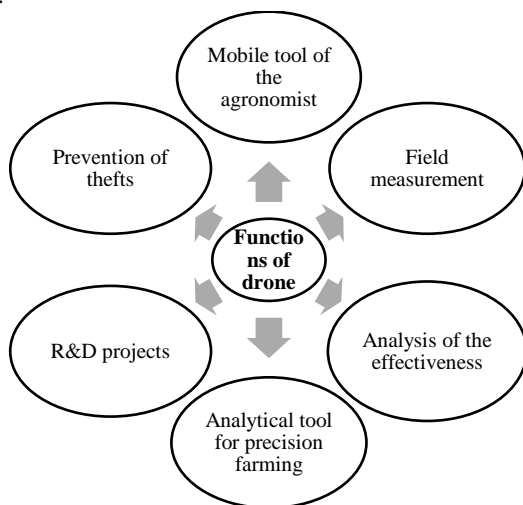 Mobile tool of
the
agronomist
Prevention of
thefts
Field
measurement
Functio
ns of
drone
R&D projects
Analysis of the
effectiveness
Analytical tool
for precision
farming